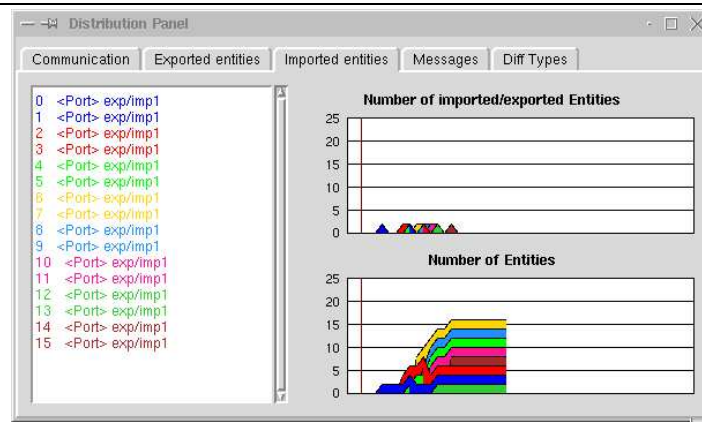 Distribution Panel
Communication Exported entities Imported entities Messages Diff Types
0 <Port> exp/imp1
1 <Port> exp/imp1
2 <Port> exp/imp1
3 <Port> exp/imp1
4 <Port> exp/imp1
5 <Port> exp/imp1
6 <Port> exp/imp1
7 <Port> exp/imp1
8 <Port> exp/imp1
9 <Port> exp/imp1
10 <Port> exp/imp1
11 <Port> exp/imp1
12 <Port> exp/imp1
13 <Port> exp/imp1
14 <Port> exp/imp1
15 <Port> exp/imp1
Number of imported/exported Entities
25
20
15
10
5
0
Number of Entities
25
20
15
10
5
0